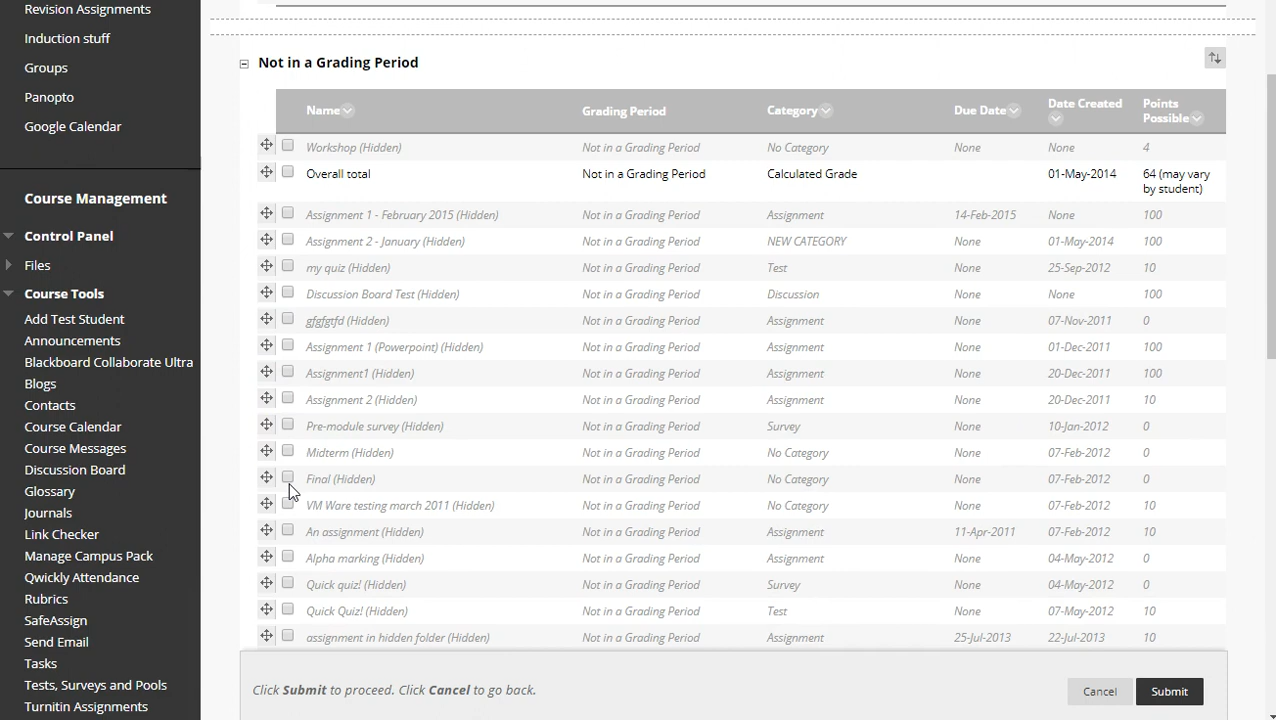 Revision Assignments
Induction stuff
Groups
Panopto
Google Calendar
Course Management
Control Panel
Files
Course Tools
Add Test Student
Announcements
Blackboard Collaborate Ultra
Blogs
Contacts
Course Calendar
Course Messages
Discussion Board
Glossary
Journals
Link Checker
Manage Campus Pack
Qwickly Attendance
Rubrics
SafeAssign
Send Email
Tasks
Tests, Surveys and Pools
Turnitin Assignments
Not in a Grading Period
Name Grading Period Category Due Date Date Created Points Possible
Workshop (Hidden) Not in a Grading Period No Category None None 4
Overall total Not in a Grading Period Calculated Grade 01-May-2014 64 (may vary by student)
Assignment 1 - February 2015 (Hidden) Not in a Grading Period Assignment 14-Feb-2015 None 100
Assignment 2 - January (Hidden) Not in a Grading Period NEW CATEGORY None 01-May-2014 100
my quiz (Hidden) Not in a Grading Period Test None 25-Sep-2012 10
Discussion Board Test (Hidden) Not in a Grading Period Discussion None None 100
gfgfgtfd (Hidden) Not in a Grading Period Assignment None 07-Nov-2011 0
Assignment 1 (Powerpoint) (Hidden) Not in a Grading Period Assignment None 01-Dec-2011 100
Assignment1 (Hidden) Not in a Grading Period Assignment None 20-Dec-2011 100
Assignment 2 (Hidden) Not in a Grading Period Assignment None 20-Dec-2011 10
Pre-module survey (Hidden) Not in a Grading Period Survey None 10-Jan-2012 0
Midterm (Hidden) Not in a Grading Period No Category None 07-Feb-2012 0
Final (Hidden) Not in a Grading Period No Category None 07-Feb-2012 0
VM Ware testing march 2011 (Hidden) Not in a Grading Period No Category None 07-Feb-2012 10
An assignment (Hidden) Not in a Grading Period Assignment 11-Apr-2011 07-Feb-2012 10
Alpha marking (Hidden) Not in a Grading Period Assignment None 04-May-2012 0
Quick quiz! (Hidden) Not in a Grading Period Survey None 04-May-2012 0
Quick Quiz! (Hidden) Not in a Grading Period Test None 07-May-2012 10
assignment in hidden folder (Hidden) Not in a Grading Period Assignment 25-Jul-2013 22-Jul-2013 10
Click Submit to proceed. Click Cancel to go back.
Cancel Submit